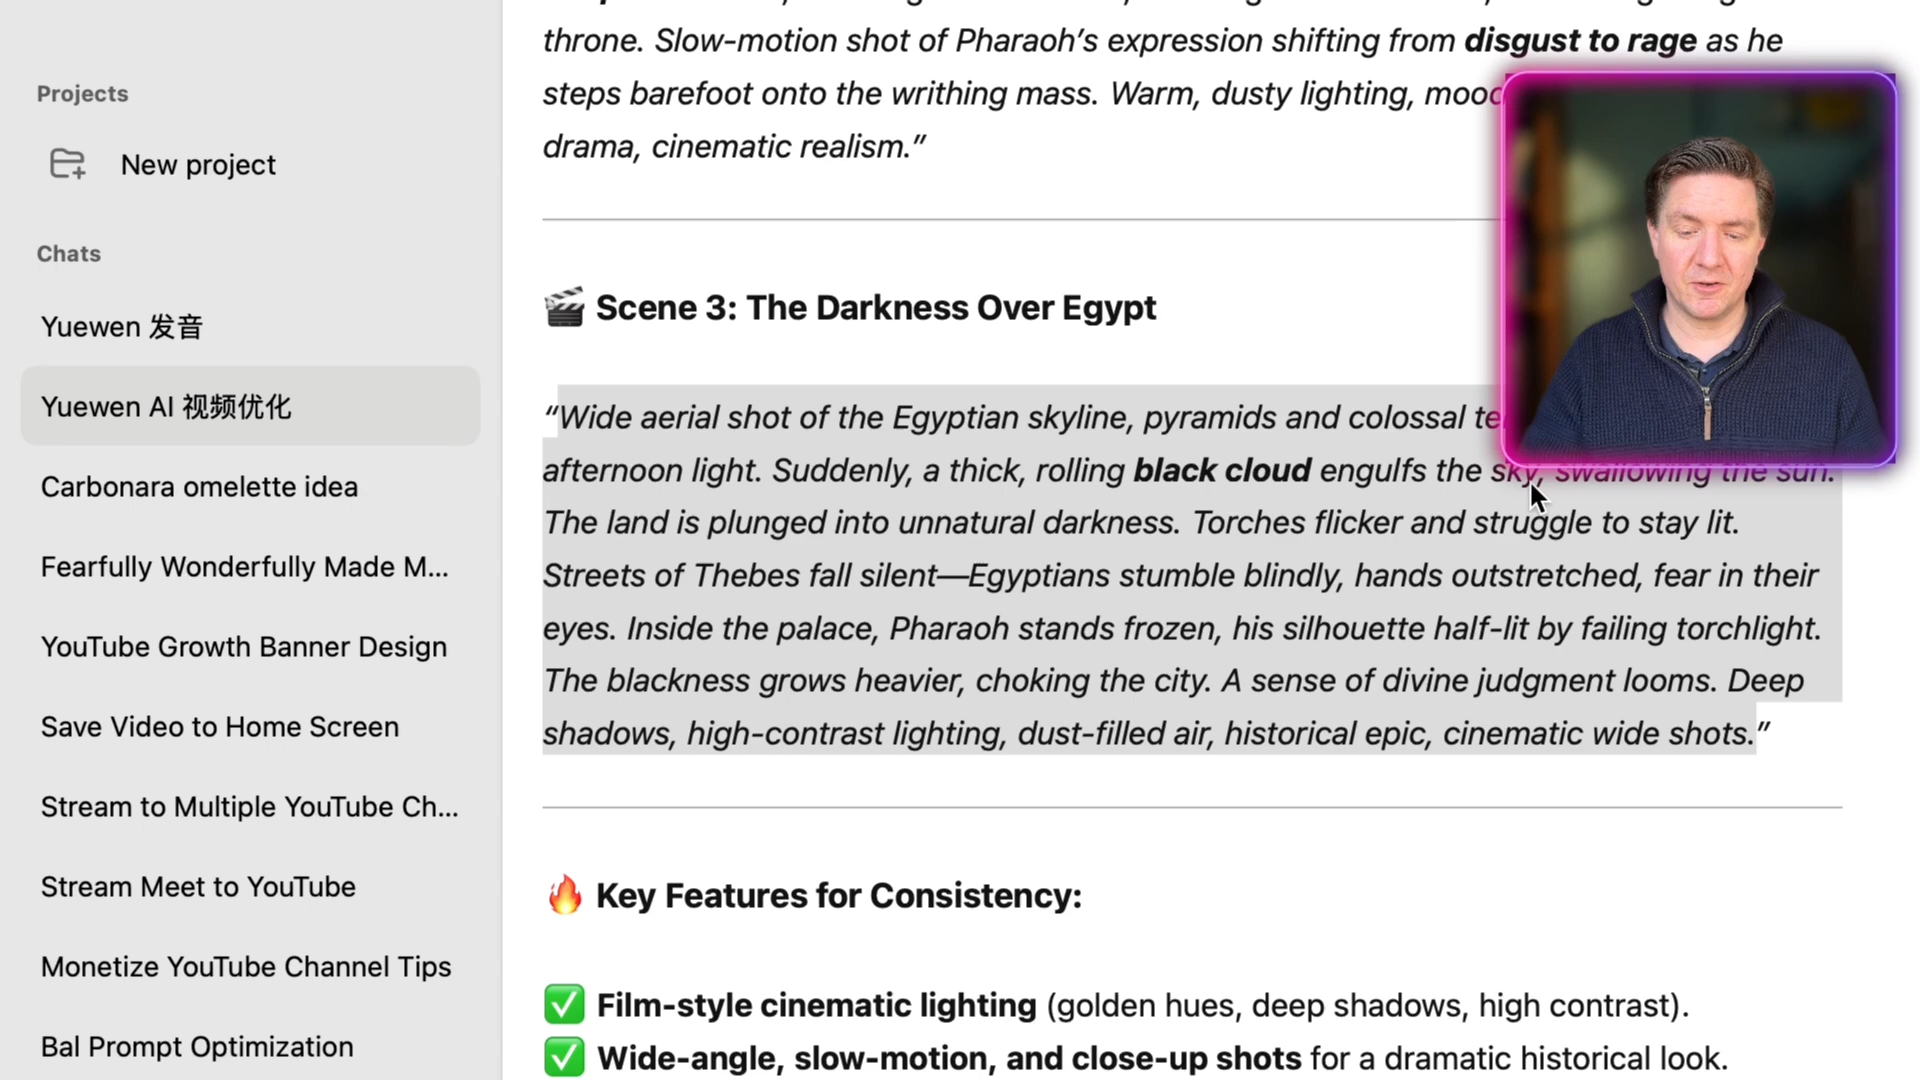 Projects
New project
Chats
Yuewen 发音
Yuewen AI 视频优化
Carbonara omelette idea
Fearfully Wonderfully Made M...
YouTube Growth Banner Design
Save Video to Home Screen
Stream to Multiple YouTube Ch...
Stream Meet to YouTube
Monetize YouTube Channel Tips
Bal Prompt Optimization
throne. Slow-motion shot of Pharaoh’s expression shifting from disgust to rage as he
steps barefoot onto the writhing mass. Warm, dusty lighting,
drama, cinematic realism.”
Scene 3: The Darkness Over Egypt
“Wide aerial shot of the Egyptian skyline, pyramids and colossal
afternoon light. Suddenly, a thick, rolling black cloud engulfs the sky, swallowing the sun.
The land is plunged into unnatural darkness. Torches flicker and struggle to stay lit.
Streets of Thebes fall silent—Egyptians stumble blindly, hands outstretched, fear in their
eyes. Inside the palace, Pharaoh stands frozen, his silhouette half-lit by failing torchlight.
The blackness grows heavier, choking the city. A sense of divine judgment looms. Deep
shadows, high-contrast lighting, dust-filled air, historical epic, cinematic wide shots.”
Key Features for Consistency:
Film-style cinematic lighting (golden hues, deep shadows, high contrast).
Wide-angle, slow-motion, and close-up shots for a dramatic historical look.